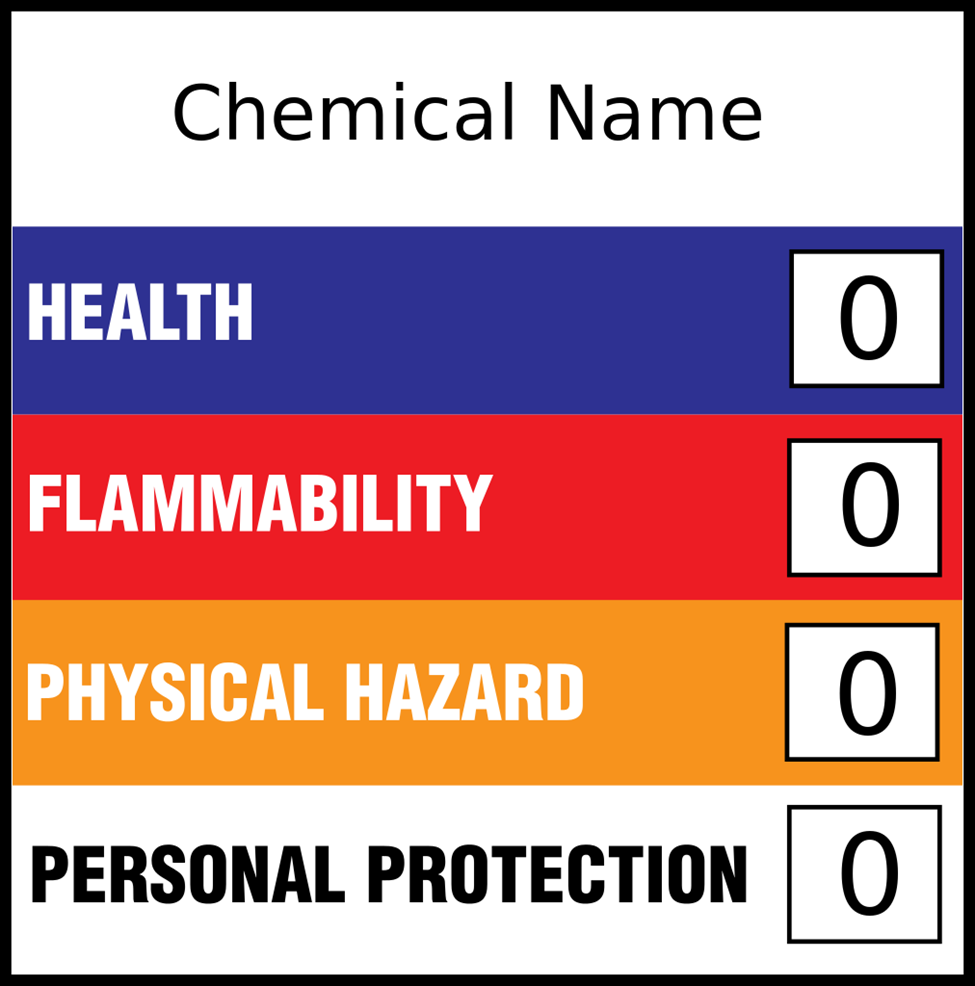 Chemical Name
HEALTH 0
FLAMMABILITY 0
PHYSICAL HAZARD 0
PERSONAL PROTECTION 0